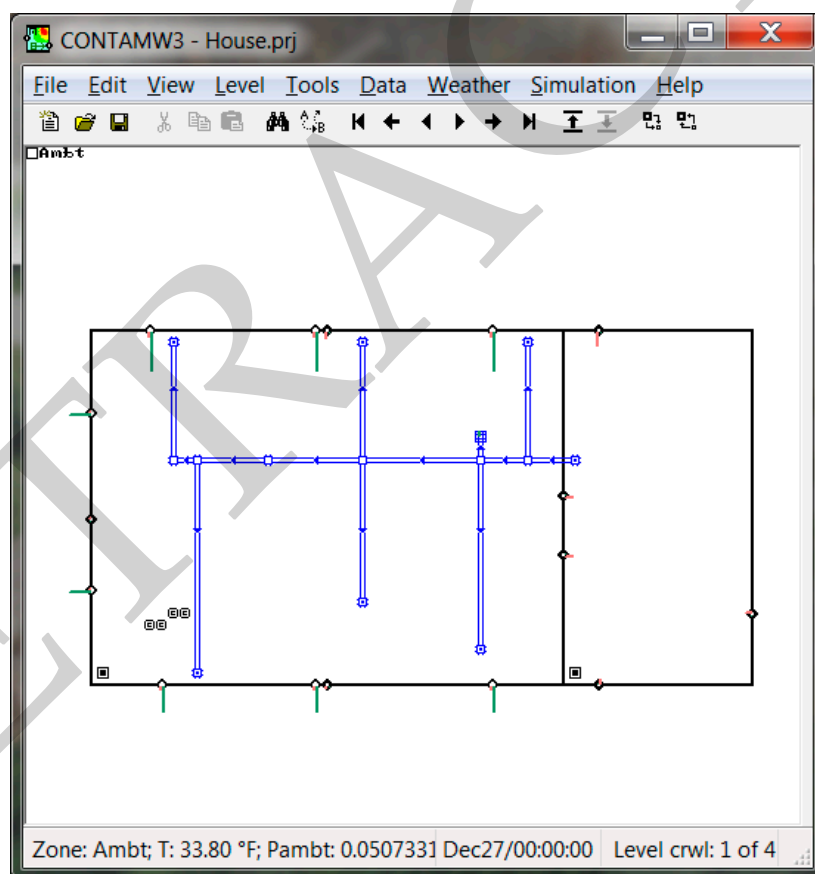 CONTAMW3 - House.prj
File Edit View Level Tools Data Weather Simulation Help
Ambt
Zone: Ambt; T: 33.80 °F; Pambt: 0.0507331 Dec27/00:00:00 Level crwl: 1 of 4